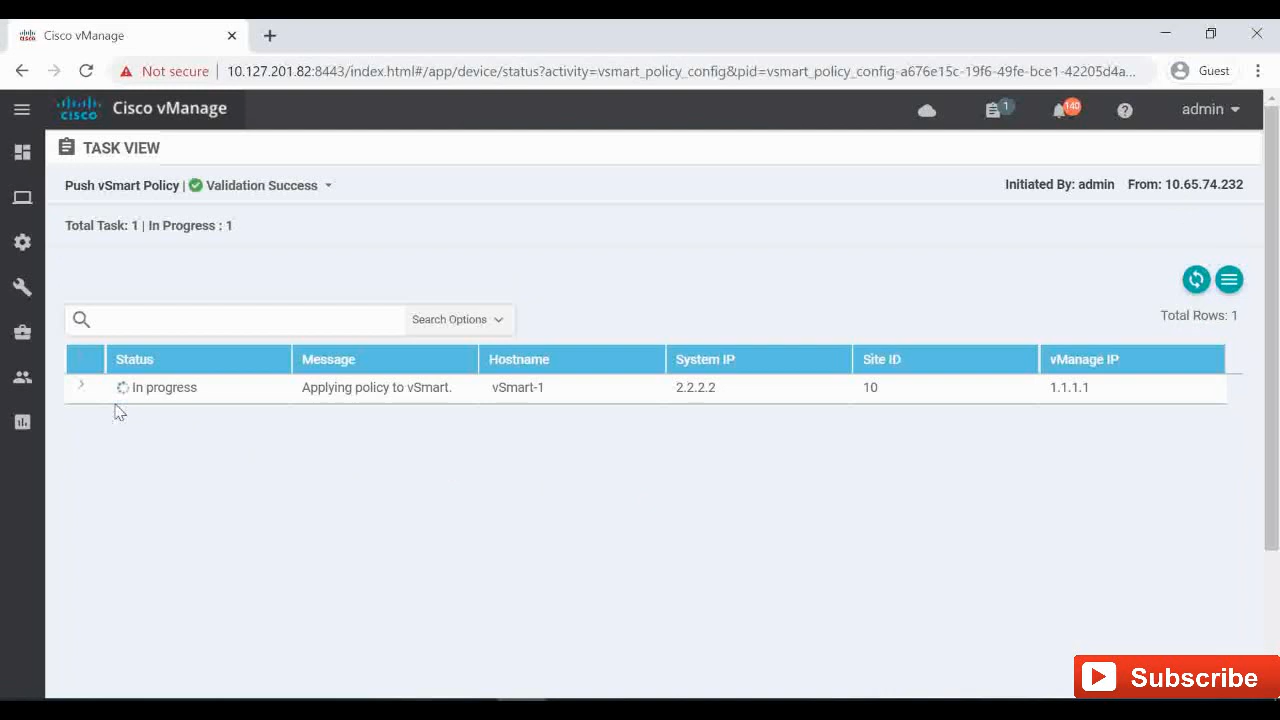 Cisco vManage
Not secure 10.127.201.82:8443/index.html#/app/device/status?activity=vsmart_policy_config&pid=vsmart_policy_config-a676e15c-19f6-49fe-bce1-42205d4a... Guest
cisco Cisco vManage 1 140 admin
TASK VIEW
Push vSmart Policy | Validation Success Initiated By: admin From: 10.65.74.232
Total Task: 1 | In Progress : 1
Search Options Total Rows: 1
Status Message Hostname System IP Site ID vManage IP
In progress Applying policy to vSmart. vSmart-1 2.2.2.2 10 1.1.1.1
Subscribe